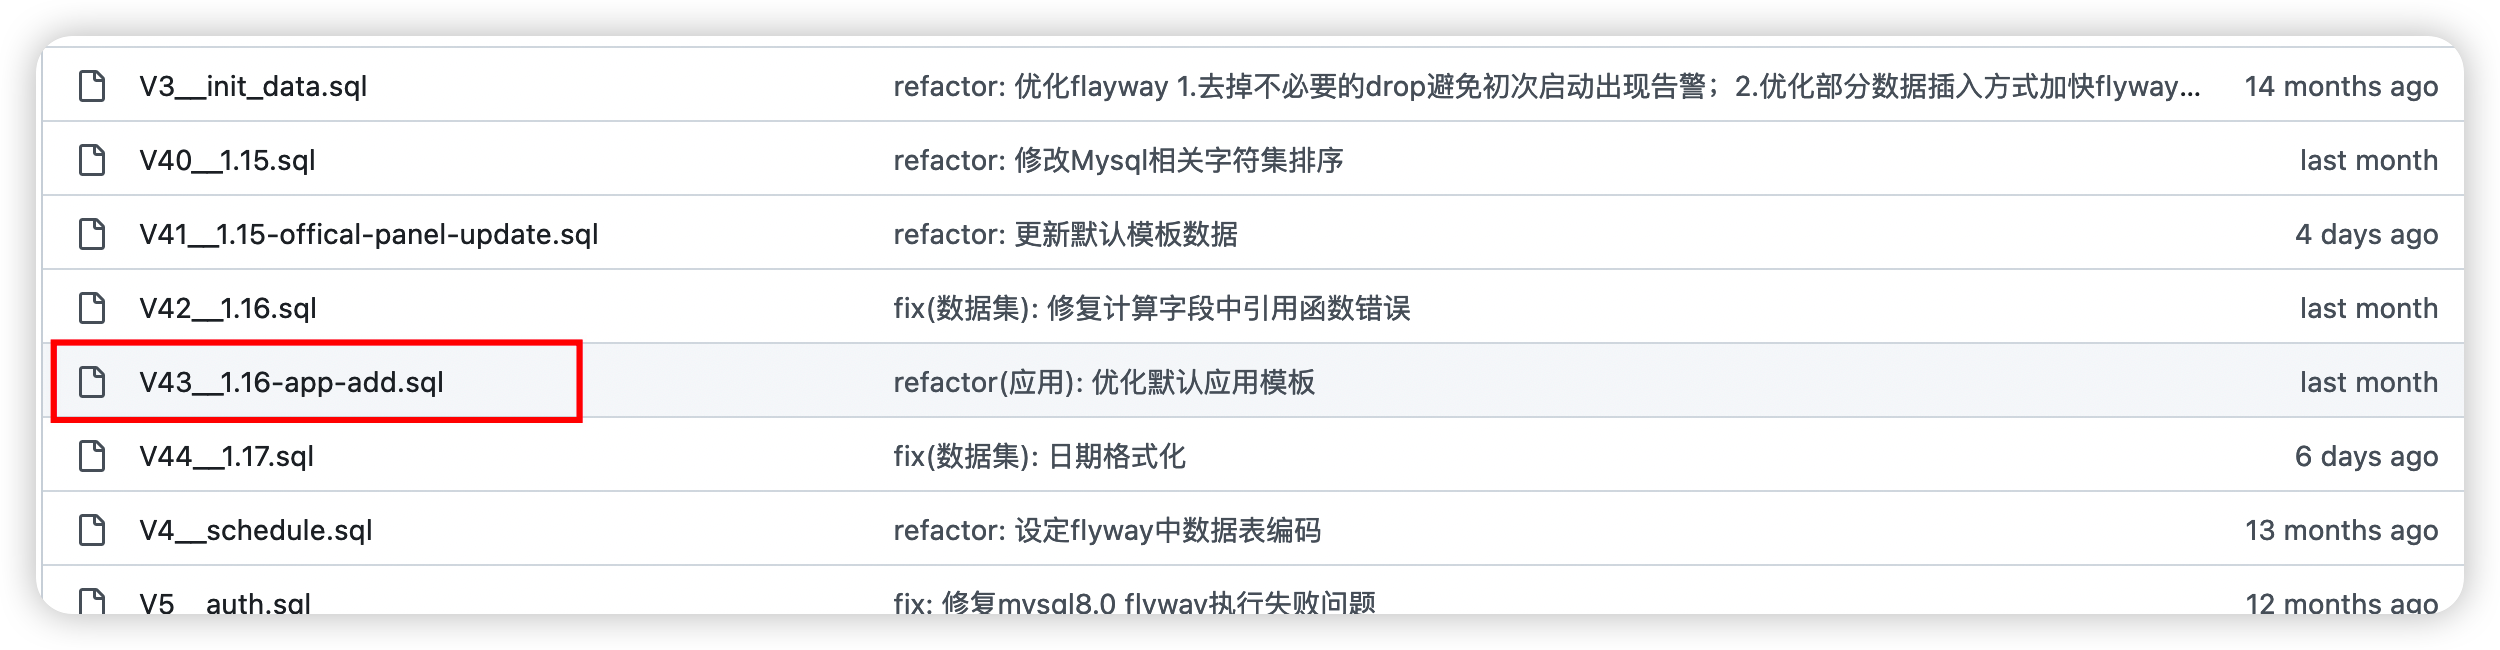 V3__init_data.sql refactor: 优化flayway 1.去掉不必要的drop避免初次启动出现告警；2.优化部分数据插入方式加快flyway... 14 months ago
V40__1.15.sql refactor: 修改Mysql相关字符集排序 last month
V41__1.15-offical-panel-update.sql refactor: 更新默认模板数据 4 days ago
V42__1.16.sql fix(数据集): 修复计算字段中引用函数错误 last month
V43__1.16-app-add.sql refactor(应用): 优化默认应用模板 last month
V44__1.17.sql fix(数据集): 日期格式化 6 days ago
V4__schedule.sql refactor: 设定flyway中数据表编码 13 months ago
V5__auth.sql fix: 修复mysql8.0 flyway执行失败问题 12 months ago